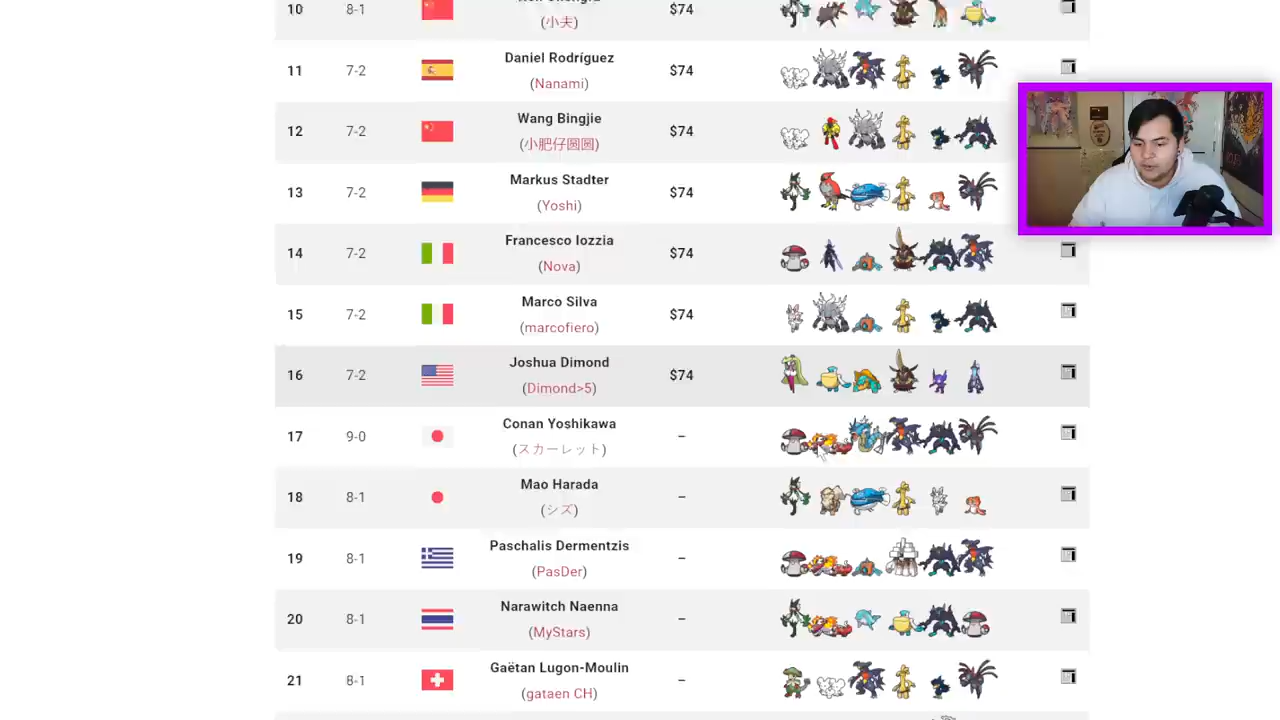 10 8-1 $74
(小夫)
11 7-2 Daniel Rodríguez $74
(Nanami)
12 7-2 Wang Bingjie $74
(小肥仔圆圆)
13 7-2 Markus Stadter $74
(Yoshi)
14 7-2 Francesco Iozzia $74
(Nova)
15 7-2 Marco Silva $74
(marcofiero)
16 7-2 Joshua Dimond $74
(Dimond>5)
17 9-0 Conan Yoshikawa –
(スカーレット)
18 8-1 Mao Harada –
(シズ)
19 8-1 Paschalis Dermentzis –
(PasDer)
20 8-1 Narawitch Naenna –
(MyStars)
21 8-1 Gaëtan Lugon-Moulin –
(gataen CH)